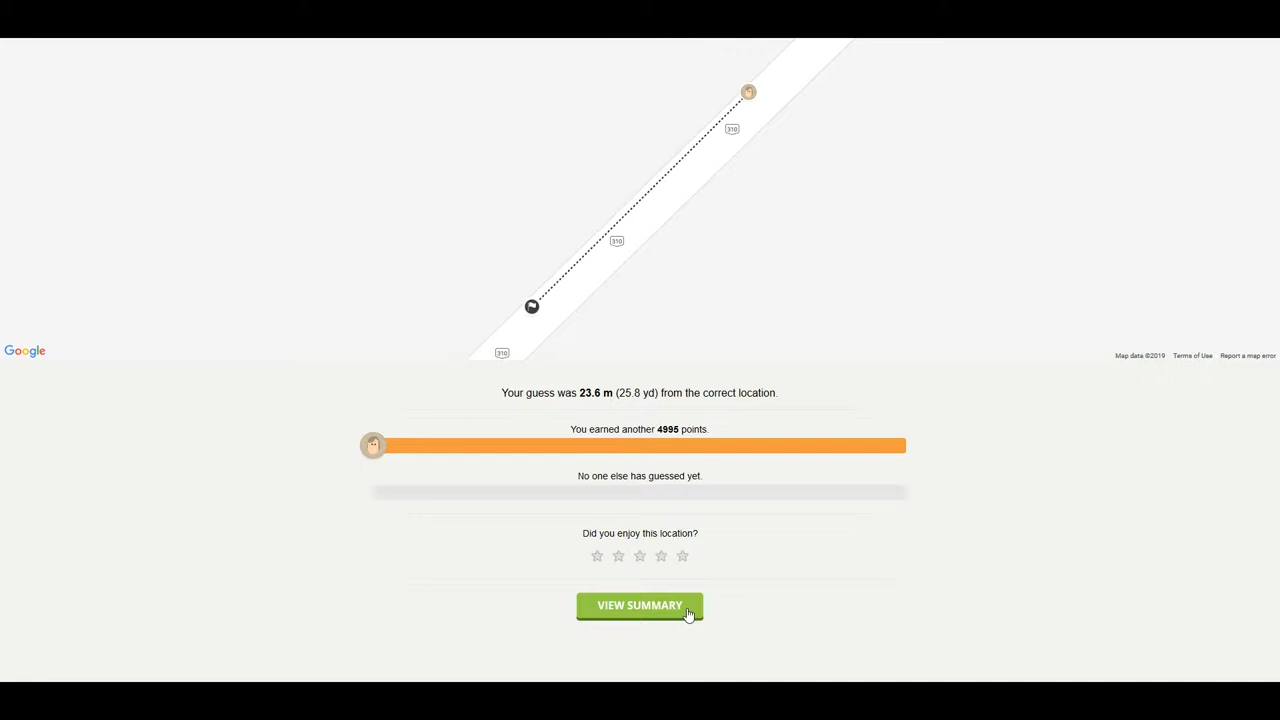 310
310
310
Google
Map data ©2019 Terms of Use Report a map error
Your guess was 23.6 m (25.8 yd) from the correct location.
You earned another 4995 points.
No one else has guessed yet.
Did you enjoy this location?
VIEW SUMMARY